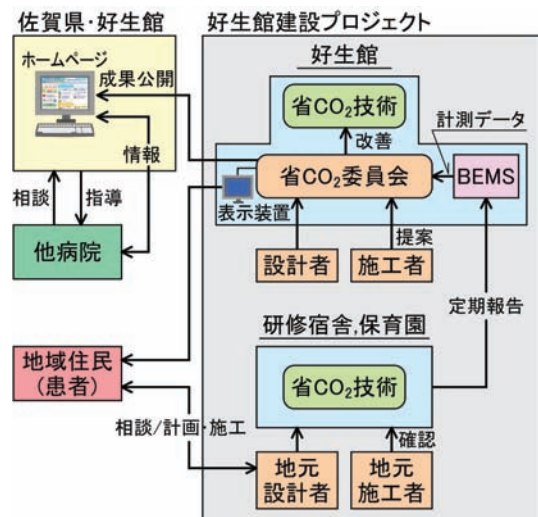 佐賀県・好生館
ホームページ
成果公開
情報
相談
指導
他病院
地域住民
(患者)
相談/計画・施工
好生館建設プロジェクト
好生館
省CO₂技術
改善
計測データ
省CO₂委員会
BEMS
表示装置
提案
設計者
施工者
定期報告
研修宿舎,保育園
省CO₂技術
確認
地元
設計者
地元
施工者